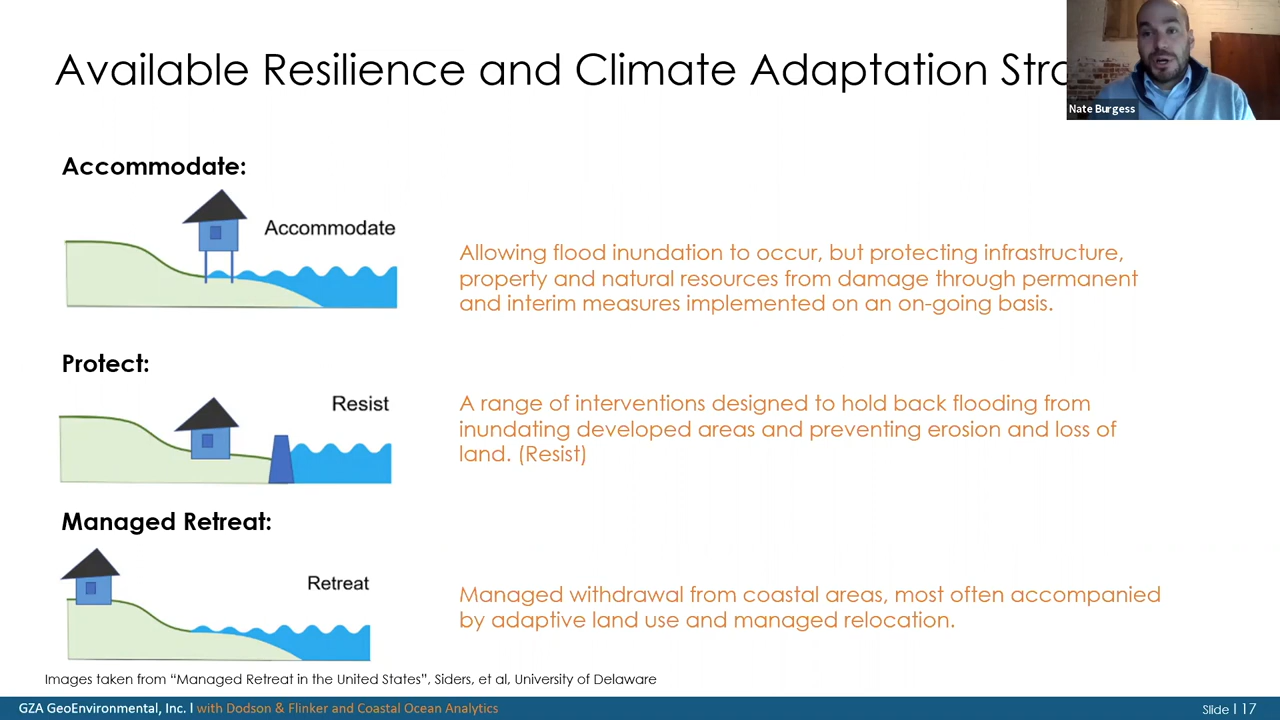 Available Resilience and Climate Adaptation
Nate Burgess
Accommodate:
Accommodate
Allowing flood inundation to occur, but protecting infrastructure,
property and natural resources from damage through permanent
and interim measures implemented on an on-going basis.
Protect:
Resist
A range of interventions designed to hold back flooding from
inundating developed areas and preventing erosion and loss of
land. (Resist)
Managed Retreat:
Retreat
Managed withdrawal from coastal areas, most often accompanied
by adaptive land use and managed relocation.
Images taken from “Managed Retreat in the United States”, Siders, et al, University of Delaware
GZA GeoEnvironmental, Inc. l with Dodson & Flinker and Coastal Ocean Analytics
Slide l 17